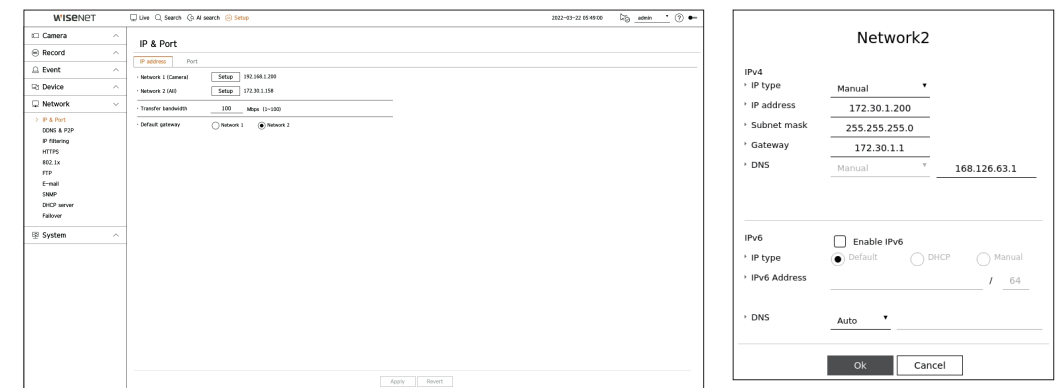 WISENET
Live Search AI search Setup 2022-03-22 05:49:00 admin
Camera
Record
Event
Device
Network
> IP & Port
DDNS & P2P
IP filtering
HTTPS
802.1x
FTP
E-mail
SNMP
DHCP server
Failover
System
IP & Port
IP address Port
Network 1 (Camera) Setup 192.168.1.200
Network 2 (All) Setup 172.30.1.158
Transfer bandwidth 100 Mbps (1~100)
Default gateway Network 1 Network 2
Apply Revert
Network2
IPv4
IP type Manual
IP address 172.30.1.200
Subnet mask 255.255.255.0
Gateway 172.30.1.1
DNS Manual 168.126.63.1
IPv6 Enable IPv6
IP type Default DHCP Manual
IPv6 Address / 64
DNS Auto
Ok Cancel